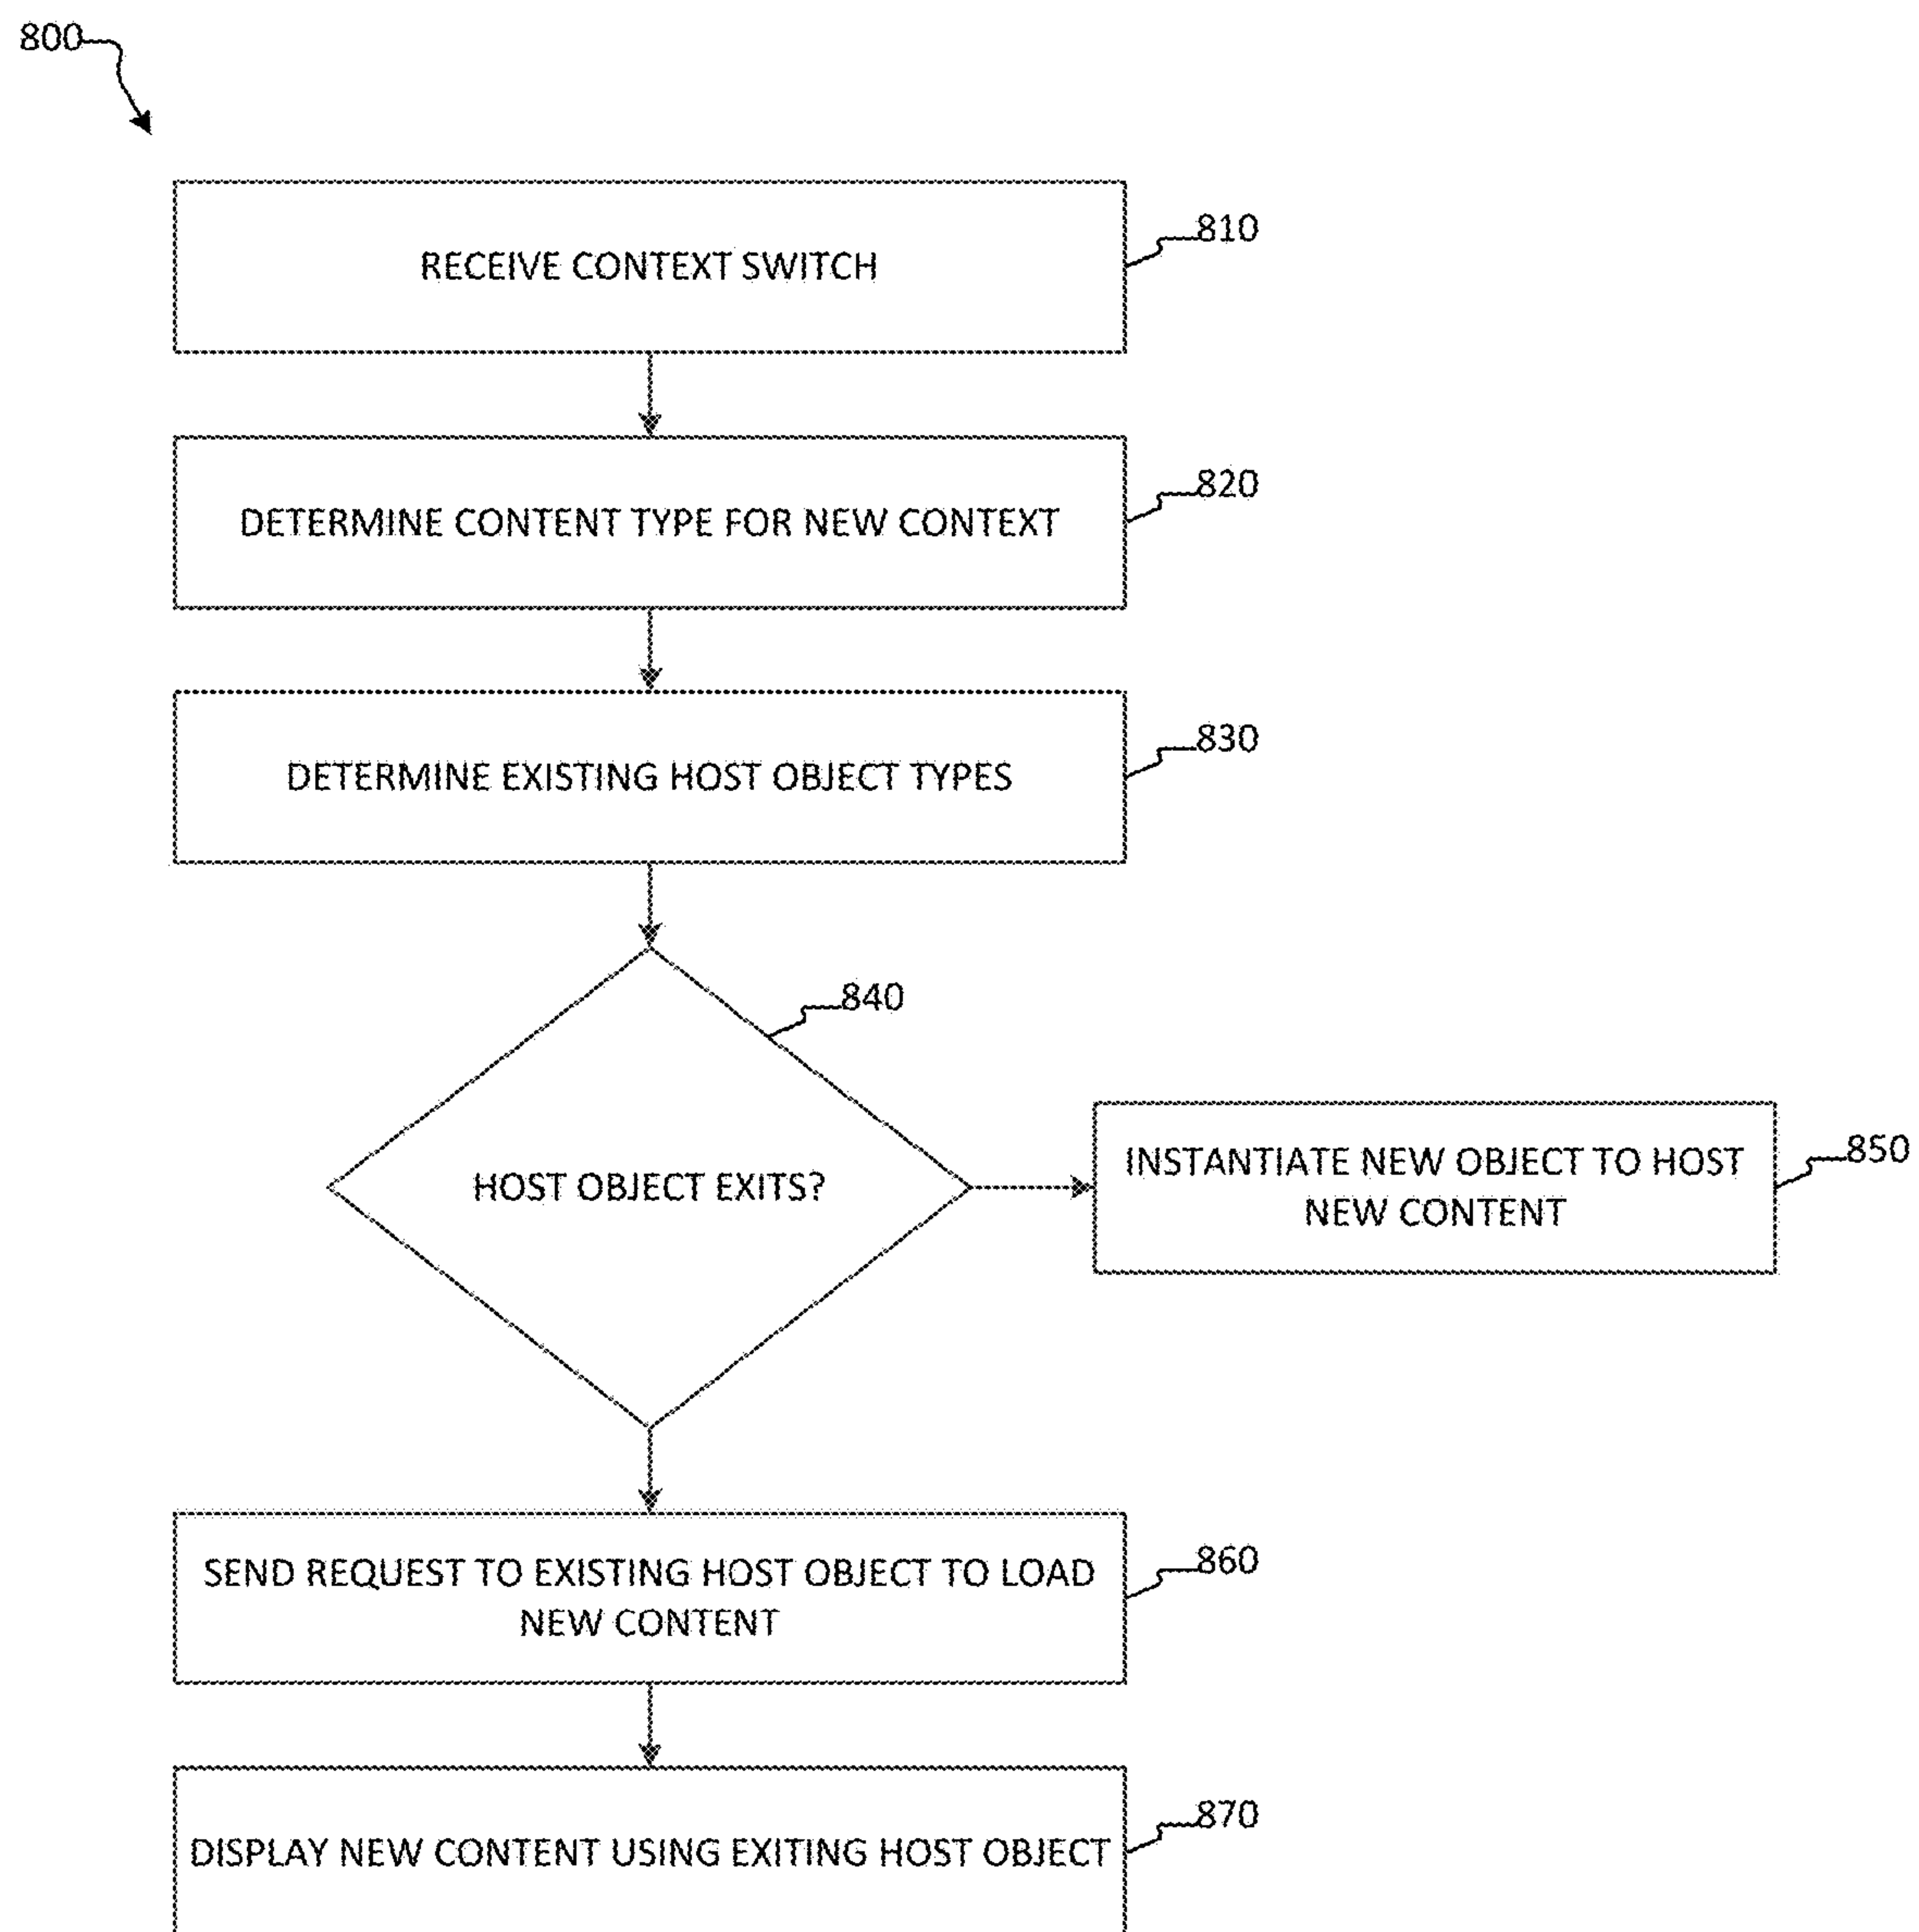 800
RECEIVE CONTEXT SWITCH
810
DETERMINE CONTENT TYPE FOR NEW CONTEXT
820
DETERMINE EXISTING HOST OBJECT TYPES
830
840
HOST OBJECT EXITS?
INSTANTIATE NEW OBJECT TO HOST
NEW CONTENT
850
SEND REQUEST TO EXISTING HOST OBJECT TO LOAD
NEW CONTENT
860
DISPLAY NEW CONTENT USING EXITING HOST OBJECT
870